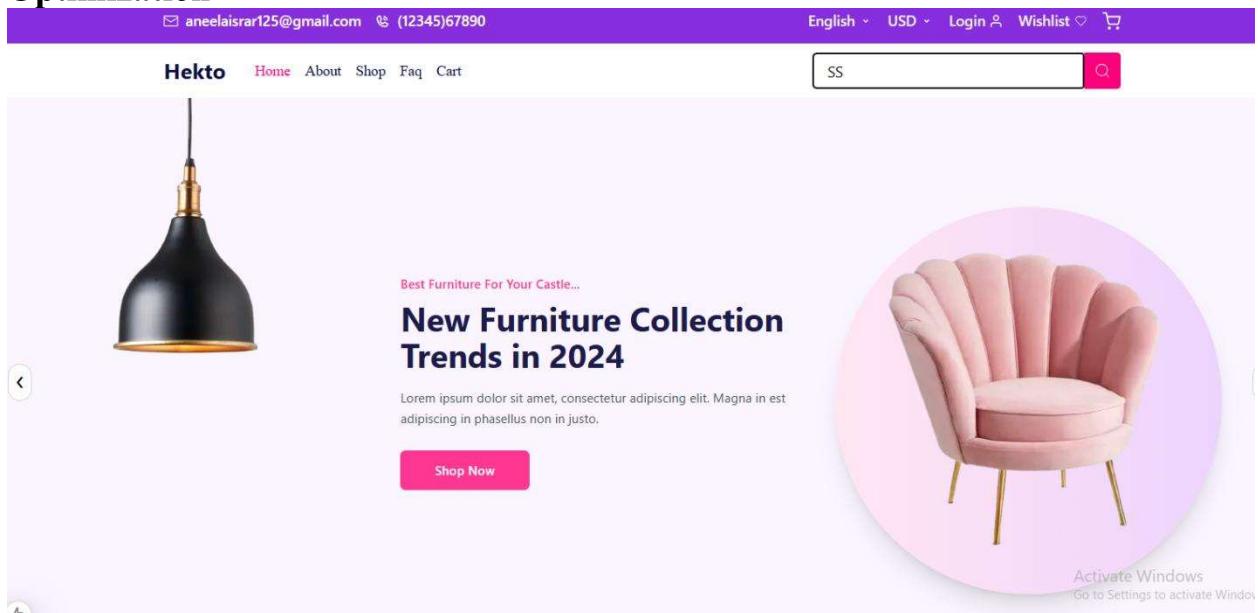 Optimization
aneelaisrar125@gmail.com (12345)67890 English USD Login Wishlist
Hekto Home About Shop Faq Cart SS
Best Furniture For Your Castle...
New Furniture Collection
Trends in 2024
Lorem ipsum dolor sit amet, consectetur adipiscing elit. Magna in est
adipiscing in phasellus non in justo.
Shop Now
Activate Windows
Go to Settings to activate Windo